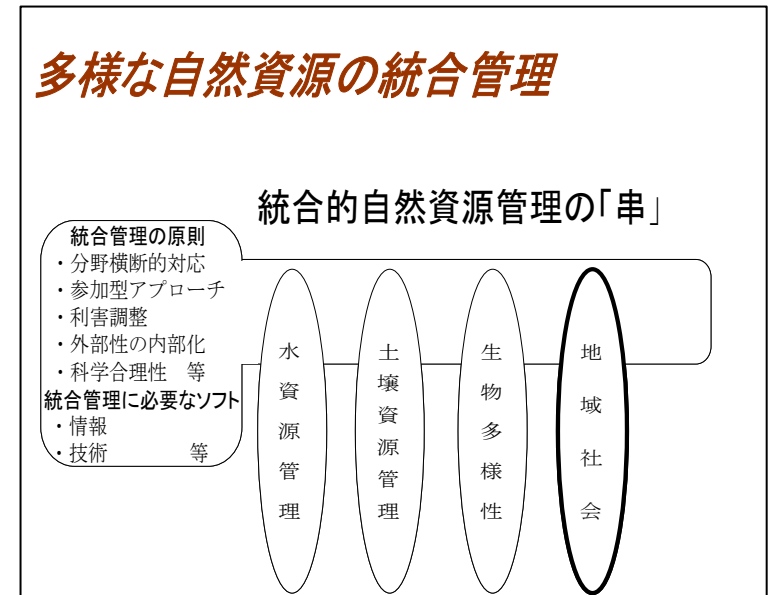 多様な自然資源の統合管理
統合的自然資源管理の「串」
統合管理の原則
・分野横断的対応
・参加型アプローチ
・利害調整
・外部性の内部化
・科学合理性　等
統合管理に必要なソフト
・情報
・技術　　　　等
水資源管理
土壌資源管理
生物多様性
地域社会